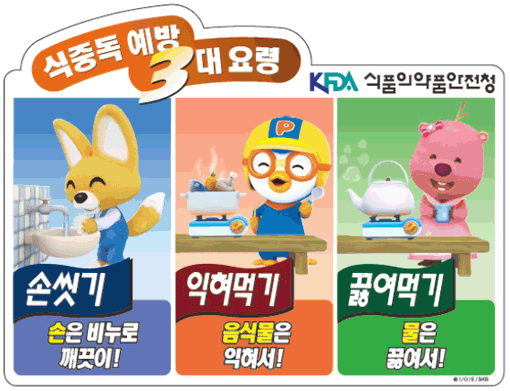 식중독 예방
3대 요령
KFDA 식품의약품안전청
P
손씻기
손은 비누로
깨끗이!
익혀먹기
음식물은
익혀서!
끓여먹기
물은
끓여서!